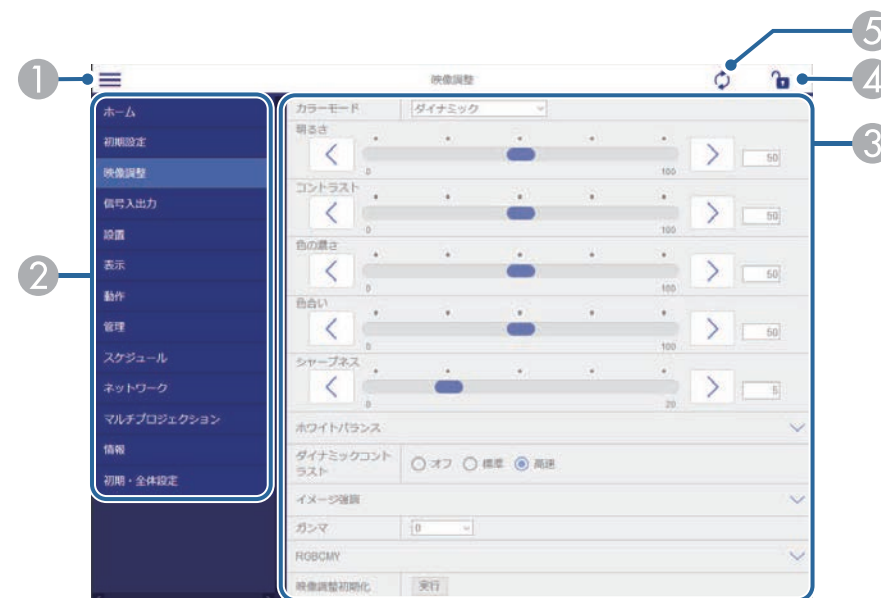 5
1
映像調整
4
ホーム
初期設定
映像調整
信号入出力
設置
2
表示
動作
管理
スケジュール
ネットワーク
マルチプロジェクション
情報
初期・全体設定
カラーモード ダイナミック
3
明るさ
0 100 50
コントラスト
0 100 50
色の濃さ
0 100 50
色合い
0 100 50
シャープネス
0 20 5
ホワイトバランス
ダイナミックコント
ラスト
オフ 標準 高速
イメージ強調
ガンマ 0
RGBCMY
映像調整初期化 実行